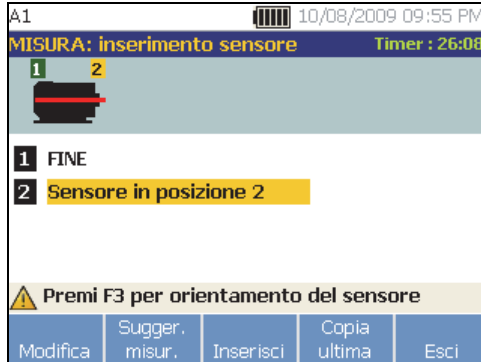 A1 10/08/2009 09:55 PM
MISURA: inserimento sensore Timer : 26:08
1 2
1 FINE
2 Sensore in posizione 2
Premi F3 per orientamento del sensore
Modifica Sugger. misur. Inserisci Copia ultima Esci